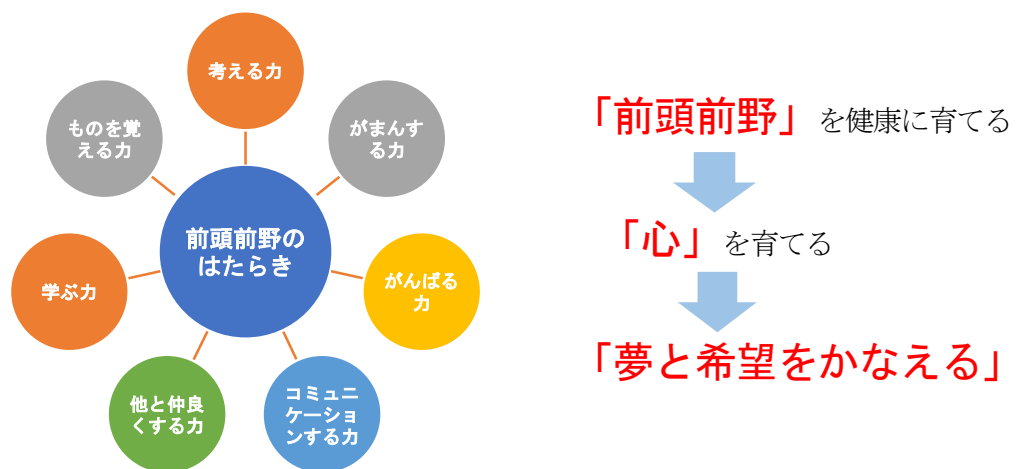 考える力
ものを覚
える力
がまんす
る力
前頭前野の
はたらき
学ぶ力
がんばる
力
他と仲良
くする力
コミュニ
ケーショ
ンする力
「前頭前野」を健康に育てる
「心」を育てる
「夢と希望をかなえる」